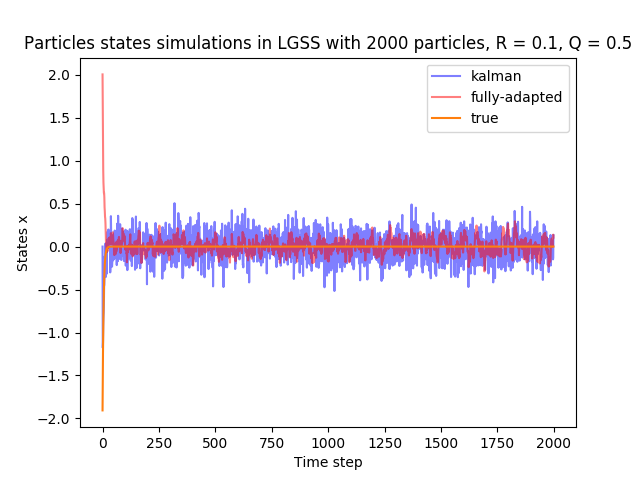 Particles states simulations in LGSS with 2000 particles, R = 0.1, Q = 0.5
kalman
fully-adapted
true
States x
2.0
1.5
1.0
0.5
0.0
−0.5
−1.0
−1.5
−2.0
0 250 500 750 1000 1250 1500 1750 2000
Time step